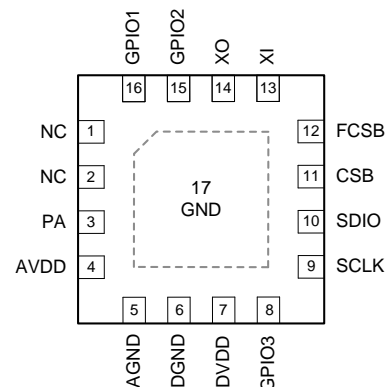 GPIO1
GPIO2
XO
XI
16
15
14
13
NC
1
12
FCSB
NC
2
11
CSB
17
GND
PA
3
10
SDIO
AVDD
4
9
SCLK
5
6
7
8
AGND
DGND
DVDD
GPIO3